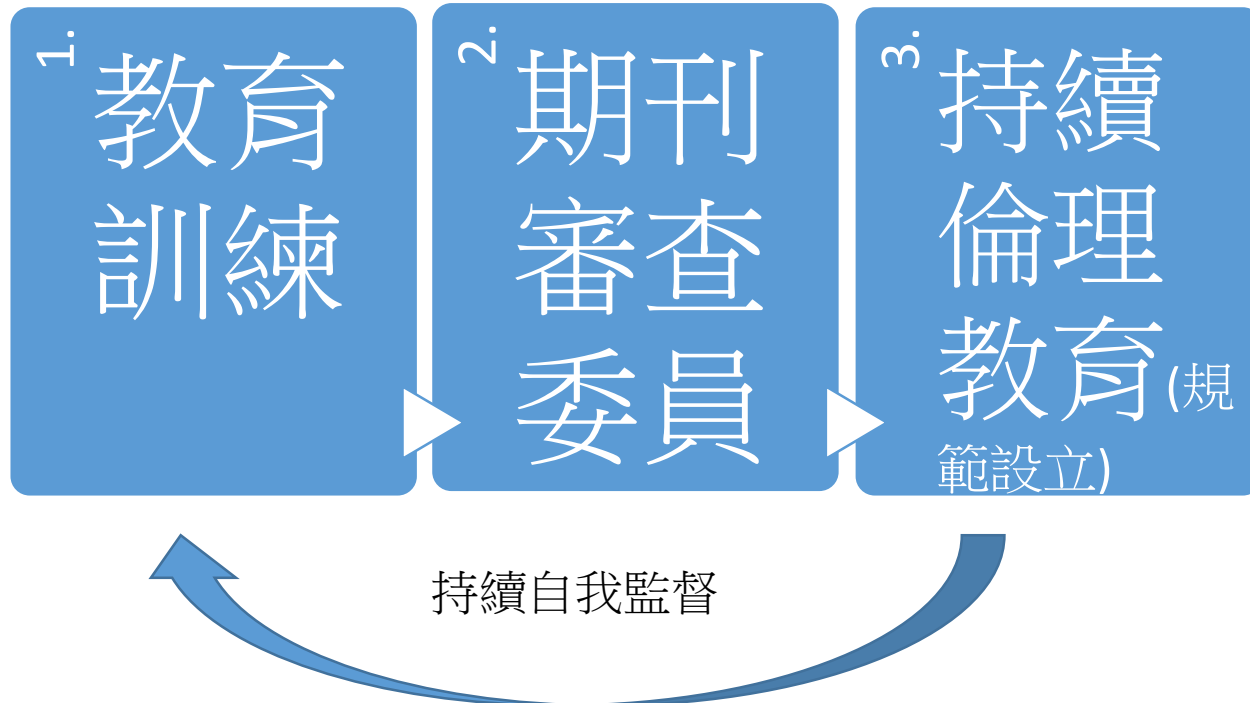 1.
教育
訓練
2.
期刊
審查
委員
3.
持續
倫理
教育(規
範設立)
持續自我監督